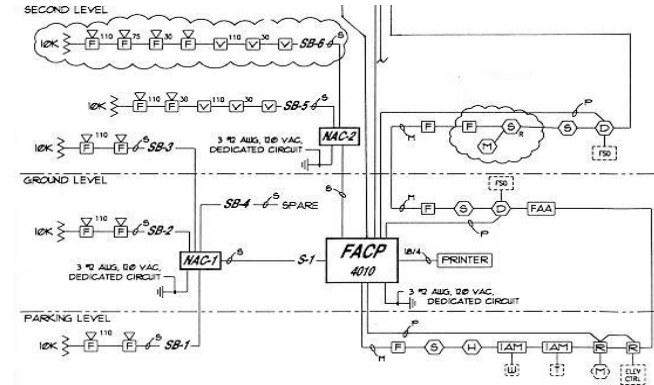 SECOND LEVEL
10K F 110 F 75 F 30 F V 110 V 30 V SB-6 S
10K F 110 F 30 V 110 V 110 V V SB-5 S
NAC-2
3 #12 AWG, 120 VAC,
DEDICATED CIRCUIT
10K F 110 F S SB-3
M F F S R S D P
M
FSD
GROUND LEVEL
S
SB-4 S SPARE
FSD
M F S D FAA
P
10K F 110 F S SB-2
NAC-1 S S-1
FACP
4010
18/4 PRINTER
3 #12 AWG, 120 VAC,
DEDICATED CIRCUIT
3 #12 AWG, 120 VAC,
DEDICATED CIRCUIT
PARKING LEVEL
P
10K F 110 F S SB-1
M F S H IAM IAM R R
W T M ELEV
CTRL